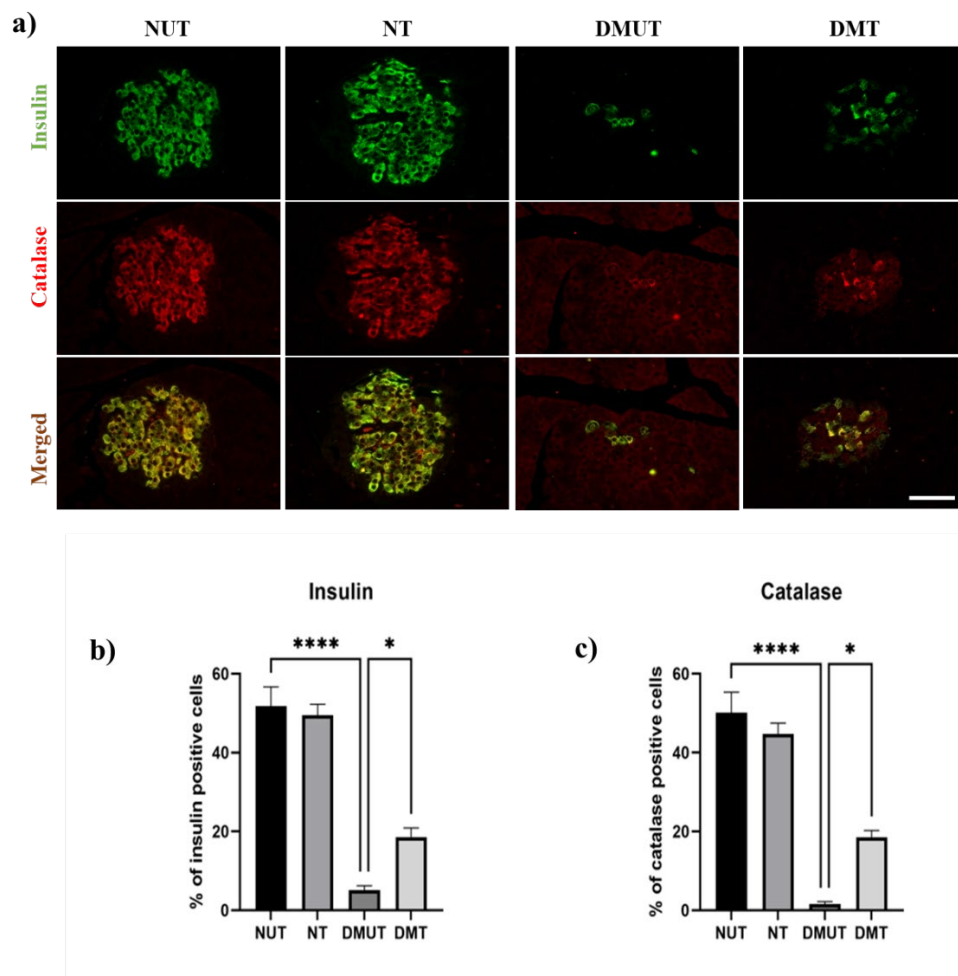 a)
NUT NT DMUT DMT
Insulin
Catalase
Merged
Insulin
b)
**** *
% of insulin positive cells
60
40
20
0
NUT NT DMUT DMT
Catalase
c)
**** *
% of catalase positive cells
60
40
20
0
NUT NT DMUT DMT